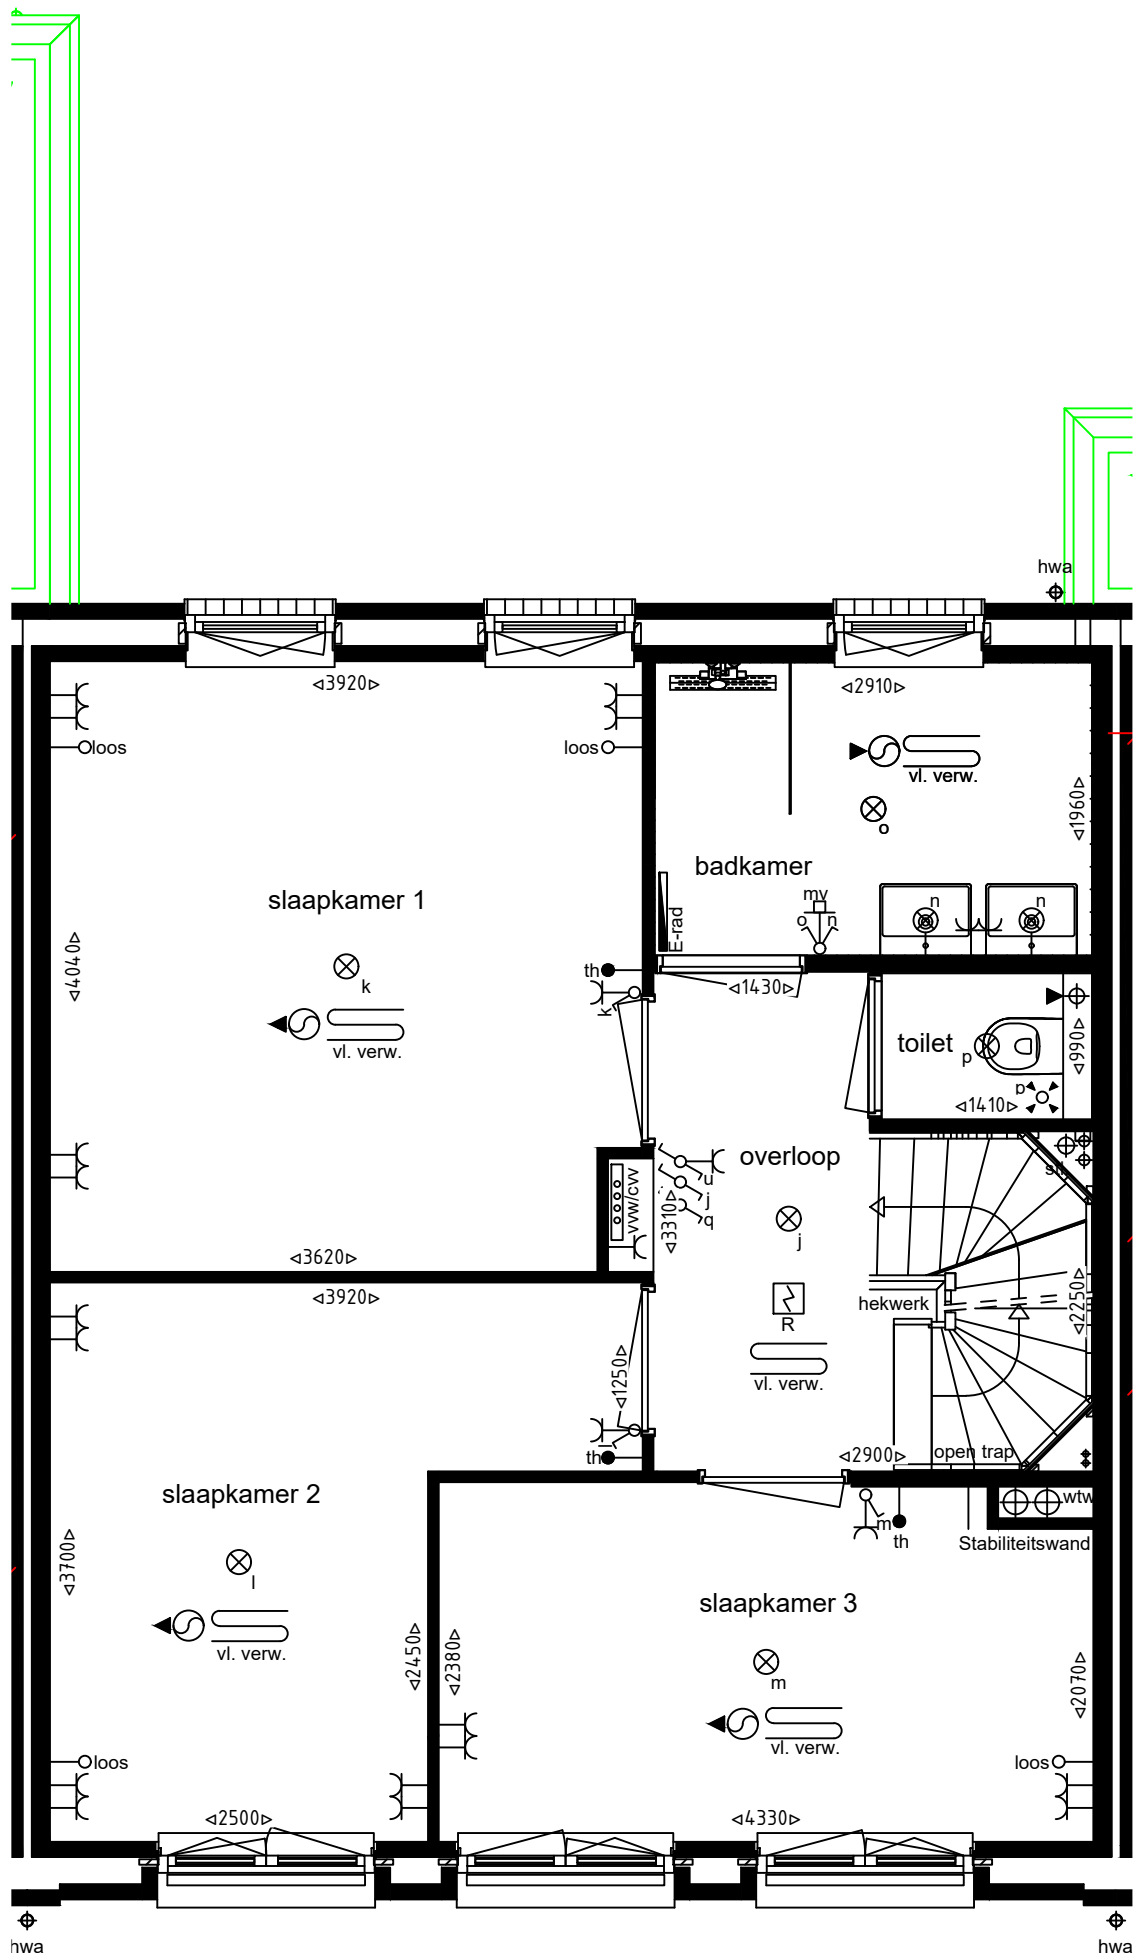 hwa
3920
2910
loos
loos
vl. verw.
o
1960
badkamer
slaapkamer 1
mv
o n
n
n
E-rad
4040
th
k
k
1430
vl. verw.
toilet
p
990
p
1410
overloop
u
j
q
vvw/cvv
3310
j
3620
3920
hekwerk
2250
R
1250
vl. verw.
l
th
2900
open trap
slaapkamer 2
wtw
m
th
Stabiliteitswand
3700
l
slaapkamer 3
vl. verw.
2450
2380
m
2070
vl. verw.
loos
loos
2500
4330
hwa
hwa